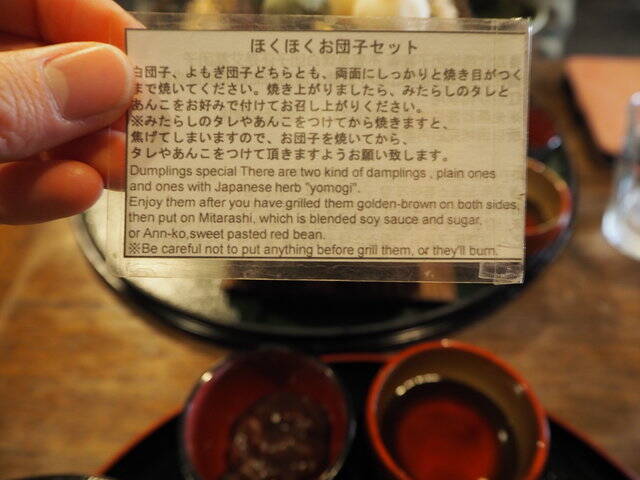 ほくほくお団子セット
白団子、よもぎ団子どちらとも、両面にしっかりと焼き目がつく
まで焼いてください。焼き上がりましたら、みたらしのタレと
あんこをお好みで付けてお召し上がりください。
※みたらしのタレやあんこをつけてから焼きますと、
焦げてしまいますので、お団子を焼いてから、
タレやあんこをつけて頂きますようお願い致します。
Dumplings special There are two kind of damplings , plain ones
and ones with Japanese herb "yomogi".
Enjoy them after you have grilled them golden-brown on both sides,
then put on Mitarashi, which is blended soy sauce and sugar,
or Ann-ko,sweet pasted red bean.
※Be careful not to put anything before grill them, or they'll burn.